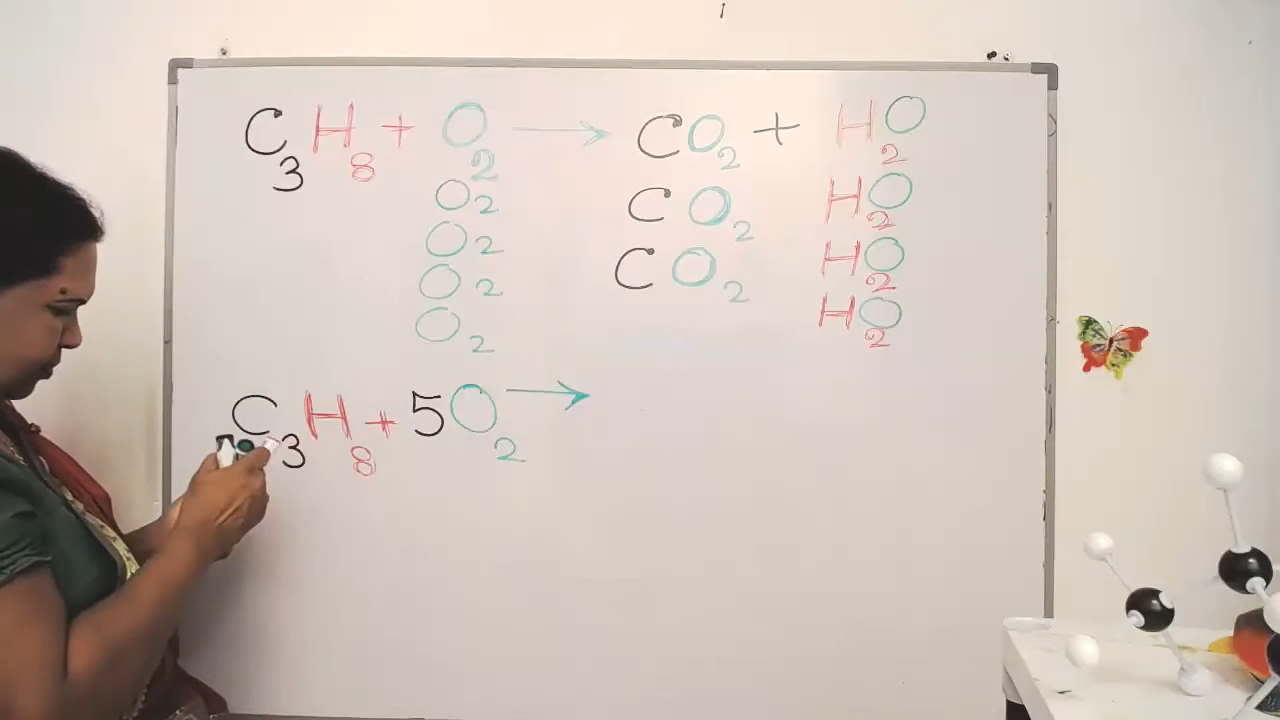 C₃H₈ + O₂ → CO₂ + H₂O
O₂ CO₂ H₂O
O₂ CO₂ H₂O
O₂ H₂O
O₂
C₃H₈ + 5O₂ →